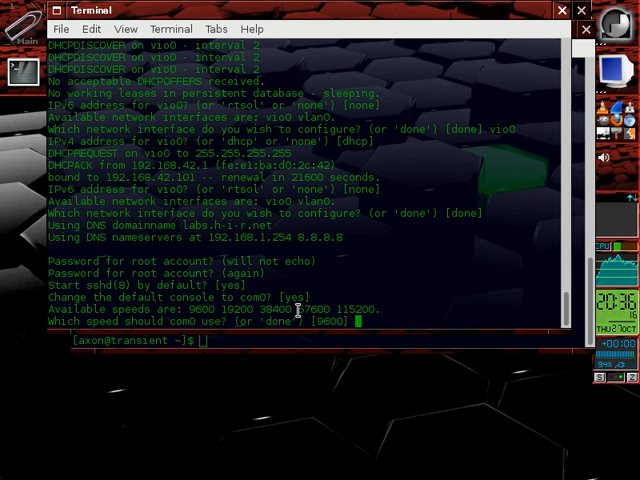 Main
Terminal
File Edit View Terminal Tabs Help
DHCPDISCOVER on vio0 - interval 2
DHCPDISCOVER on vio0 - interval 2
DHCPDISCOVER on vio0 - interval 2
No acceptable DHCPOFFERS received.
No working leases in persistent database - sleeping.
IPv6 address for vio0? (or 'rtsol' or 'none') [none]
Available network interfaces are: vio0 vlan0.
Which network interface do you wish to configure? (or 'done') [done] vio0
IPv4 address for vio0? (or 'dhcp' or 'none') [dhcp]
DHCPREQUEST on vio0 to 255.255.255.255
DHCPACK from 192.168.42.1 (fe:e1:ba:d0:2c:42)
bound to 192.168.42.101 -- renewal in 21600 seconds.
IPv6 address for vio0? (or 'rtsol' or 'none') [none]
Available network interfaces are: vio0 vlan0.
Which network interface do you wish to configure? (or 'done') [done]
Using DNS domainname labs.h-i-r.net
Using DNS nameservers at 192.168.1.254 8.8.8.8
Password for root account? (will not echo)
Password for root account? (again)
Start sshd(8) by default? [yes]
Change the default console to com0? [yes]
Available speeds are: 9600 19200 38400 57600 115200.
Which speed should com0 use? (or 'done') [9600]
[axon@transient ~]$
CPU
20:36
16
THU 27 OCT
+00:00
94%
S Z